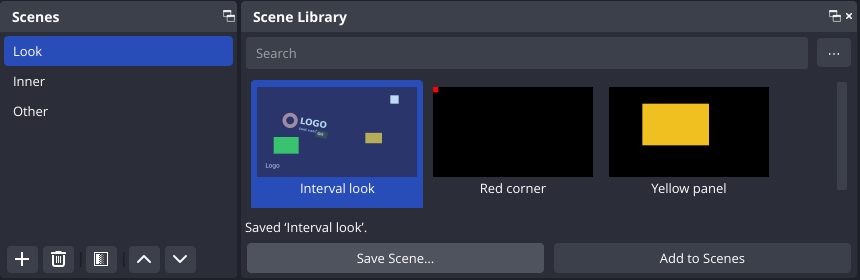 Scenes
Scene Library
Look
Inner
Other
Search
...
LOGO
Logo
Interval look
Red corner
Yellow panel
Saved ‘Interval look’.
Save Scene...
Add to Scenes